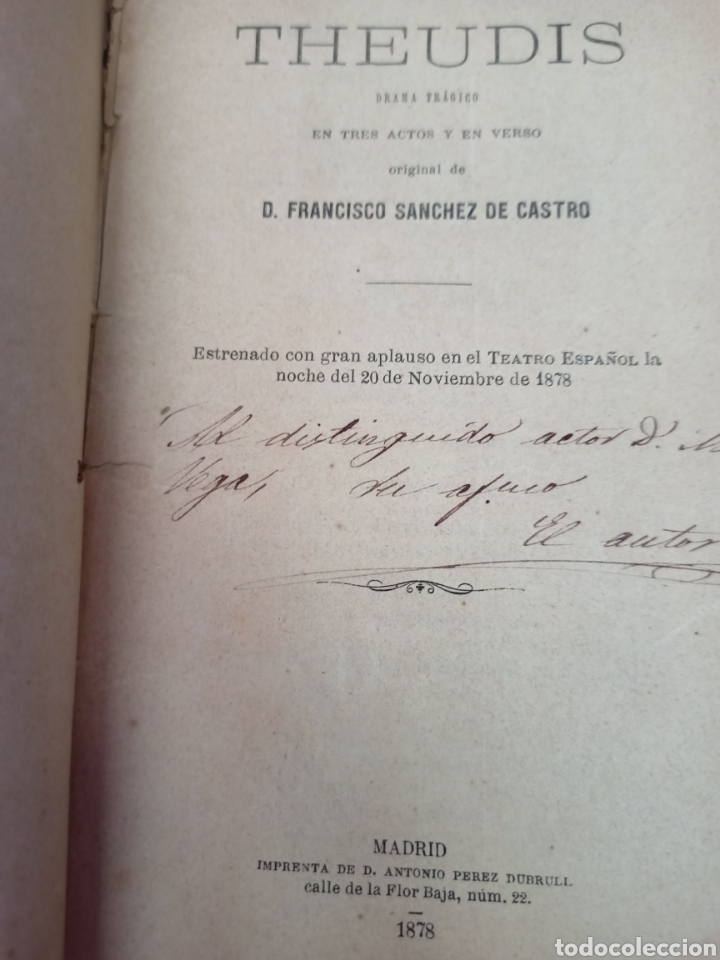 THEUDIS
DRAMA TRÁGICO
EN TRES ACTOS Y EN VERSO
original de
D. FRANCISCO SANCHEZ DE CASTRO
Estrenado con gran aplauso en el TEATRO ESPAÑOL la
noche del 20 de Noviembre de 1878
Al distinguido actor D. M
Vega, su afmo
El autor
MADRID
IMPRENTA DE D. ANTONIO PEREZ DUBRULL
calle de la Flor Baja, núm. 22.
1878
todocoleccion